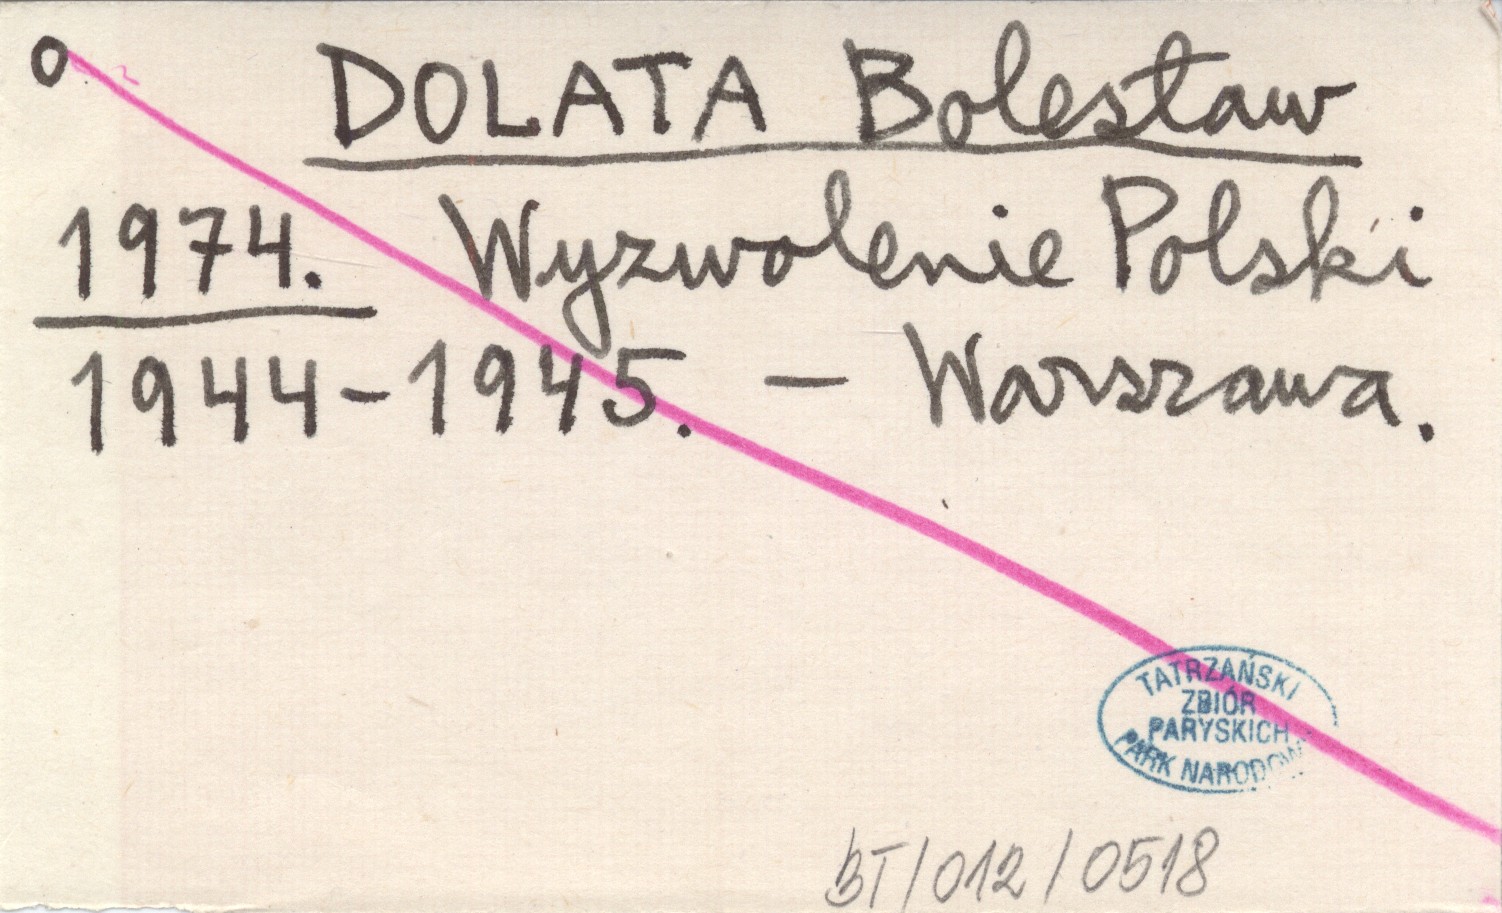 o DOLATA Bolesław
1974. Wyzwolenie Polski
1944-1945. - Warszawa.
TATRZAŃSKI
ZBIÓR
PARYSKICH
PARK NARODOWY
BT/012/0518